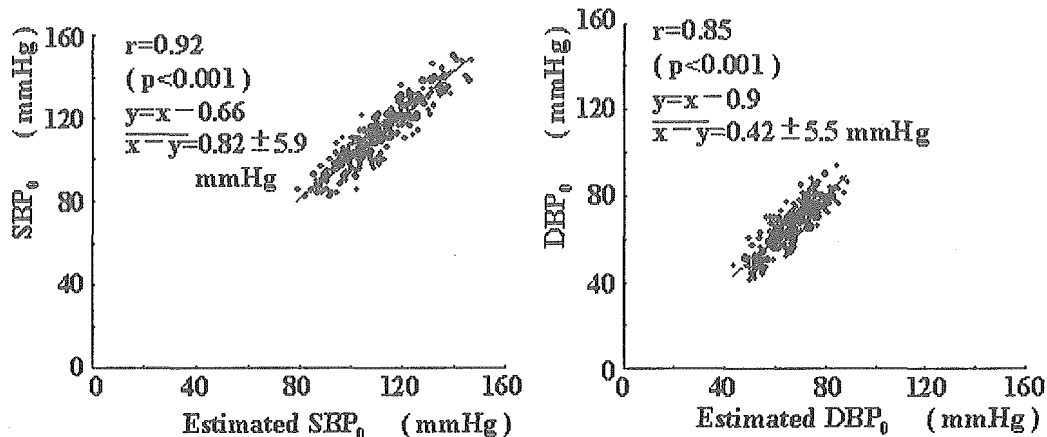 160
r=0.92
( p<0.001 )
y=x−0.66
x−y=0.82 ±5.9
mmHg
120
80
40
0
SBP₀ ( mmHg)
0 40 80 120 160
Estimated SBP₀ ( mmHg)
160
r=0.85
( p<0.001 )
y=x−0.9
x−y=0.42 ±5.5 mmHg
120
80
40
0
DBP₀ ( mmHg)
0 40 80 120 160
Estimated DBP₀ ( mmHg)